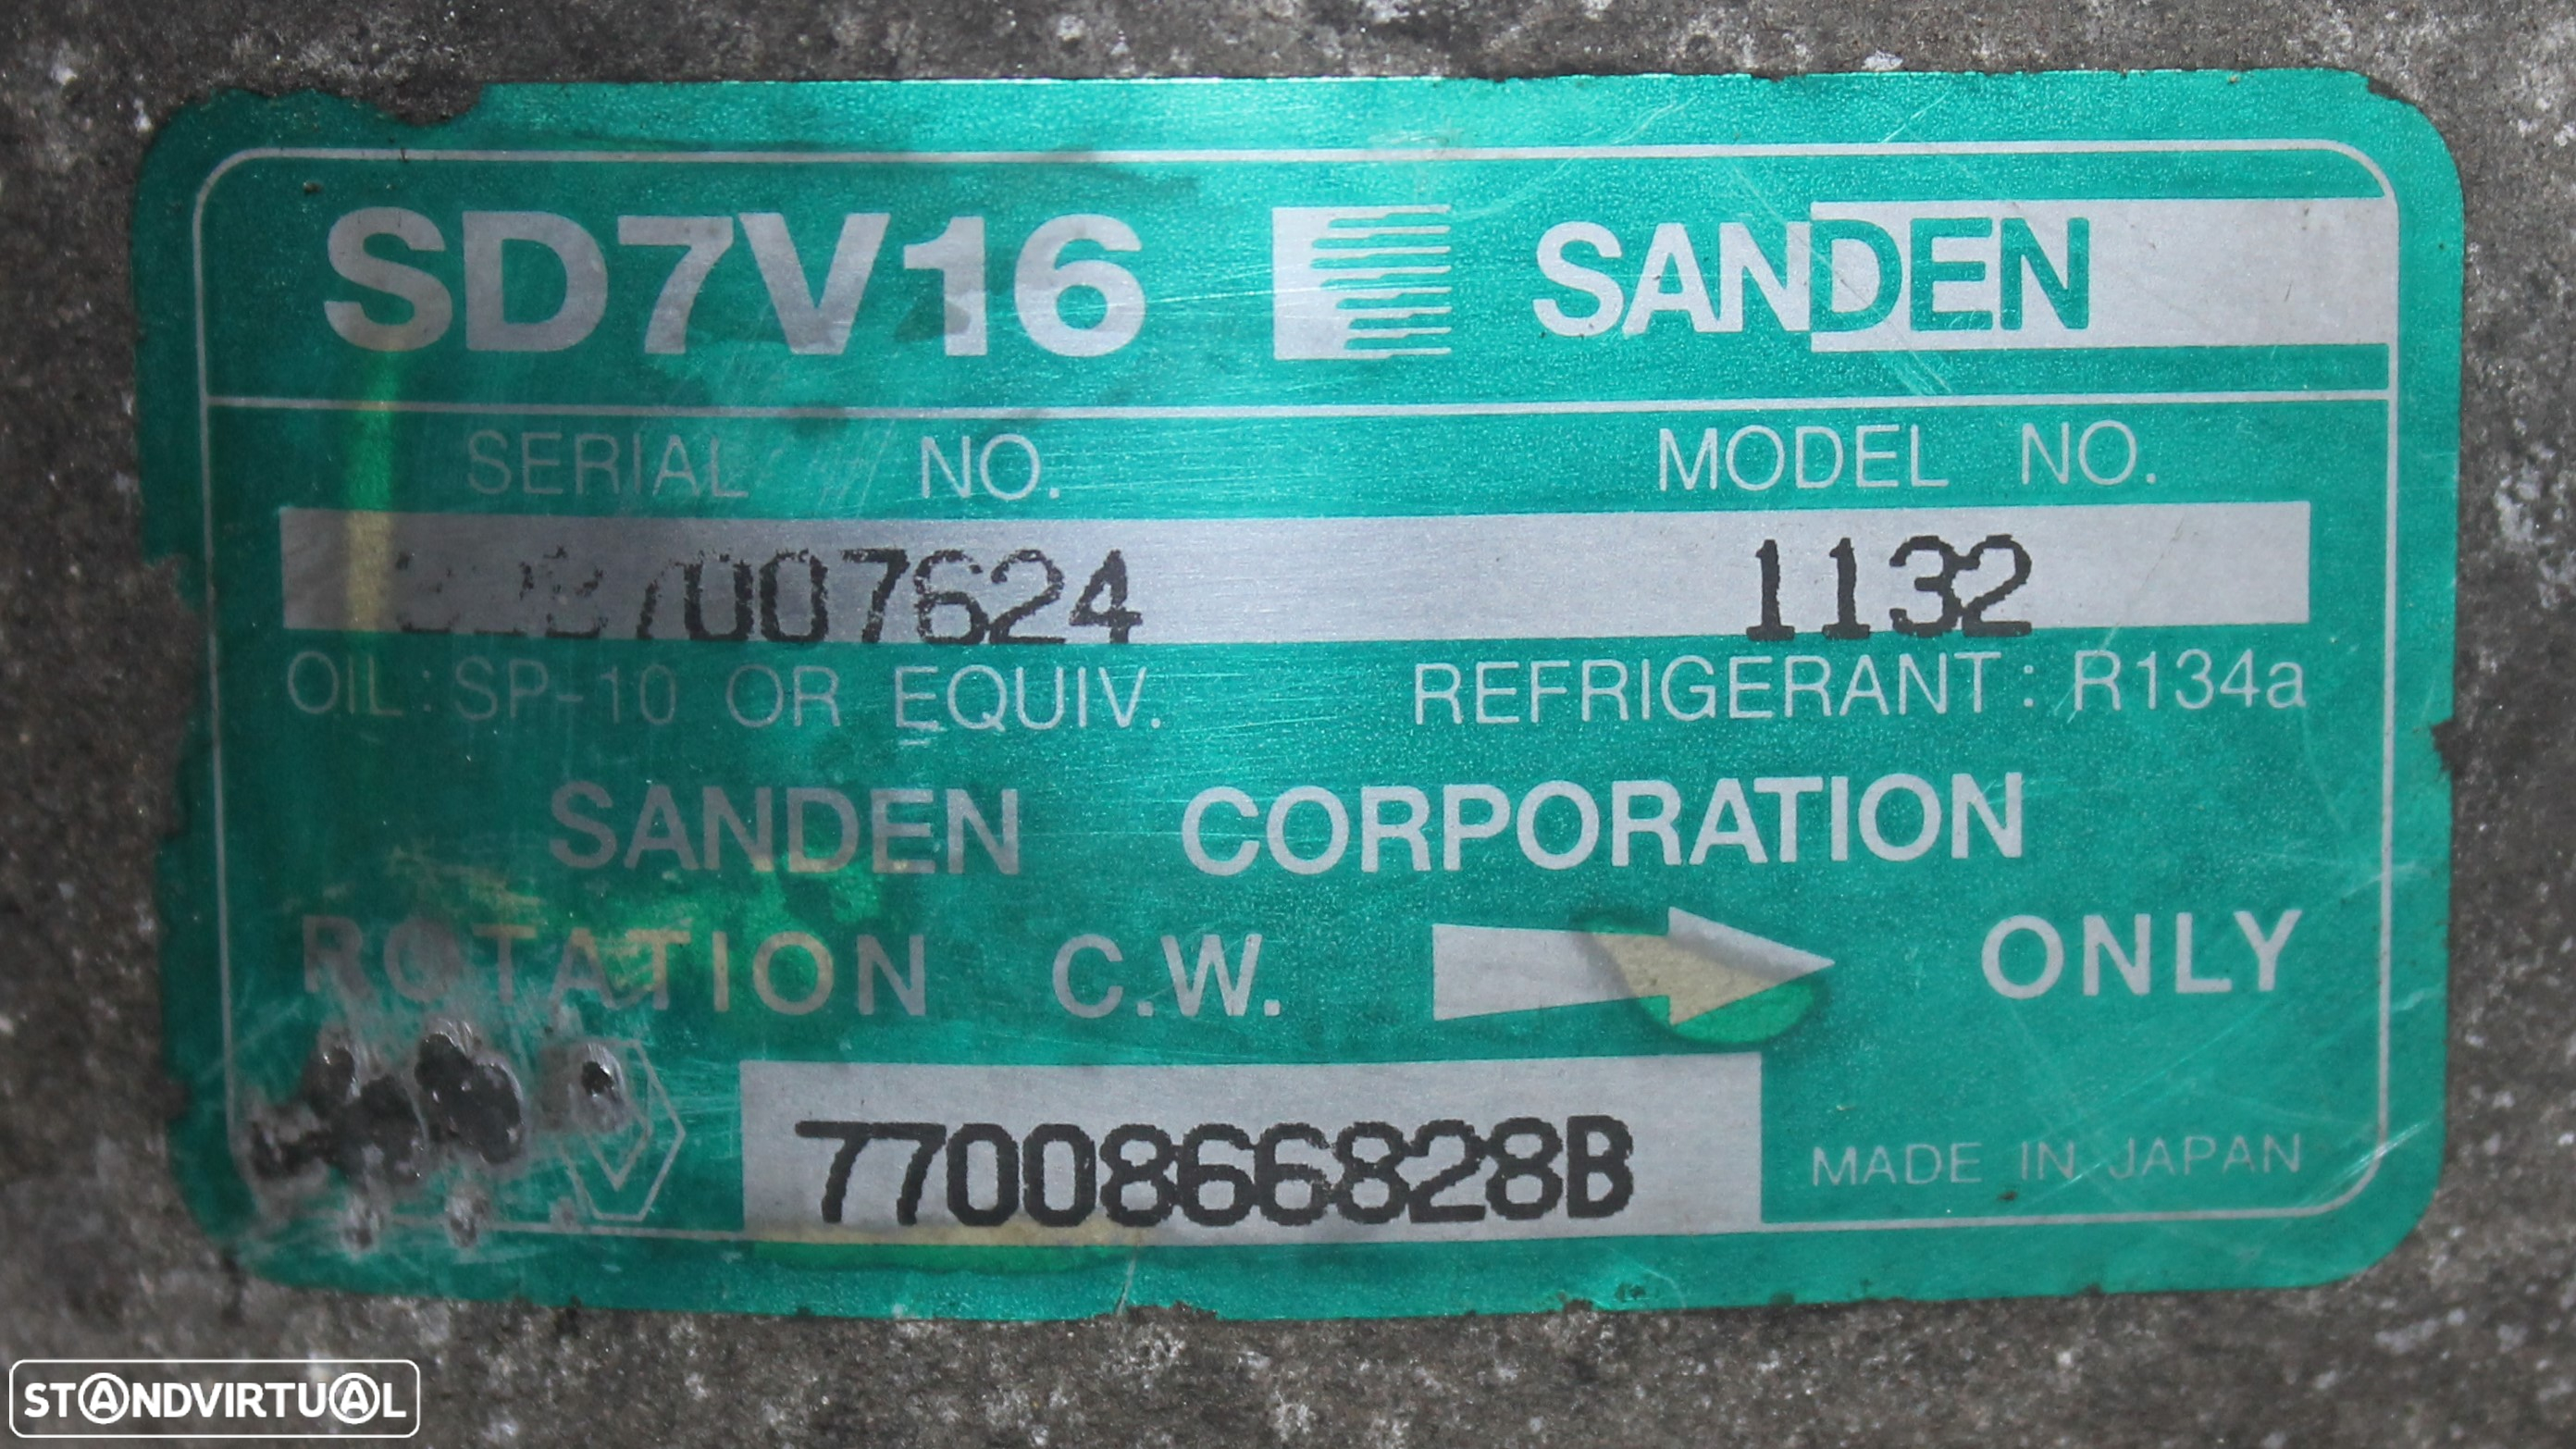 SD7V16 SANDEN
SERIAL NO. MODEL NO.
1132
OIL: SP-10 OR EQUIV. REFRIGERANT: R134a
SANDEN CORPORATION
ROTATION C.W. ONLY
7700866828B MADE IN JAPAN
STANDVIRTUAL